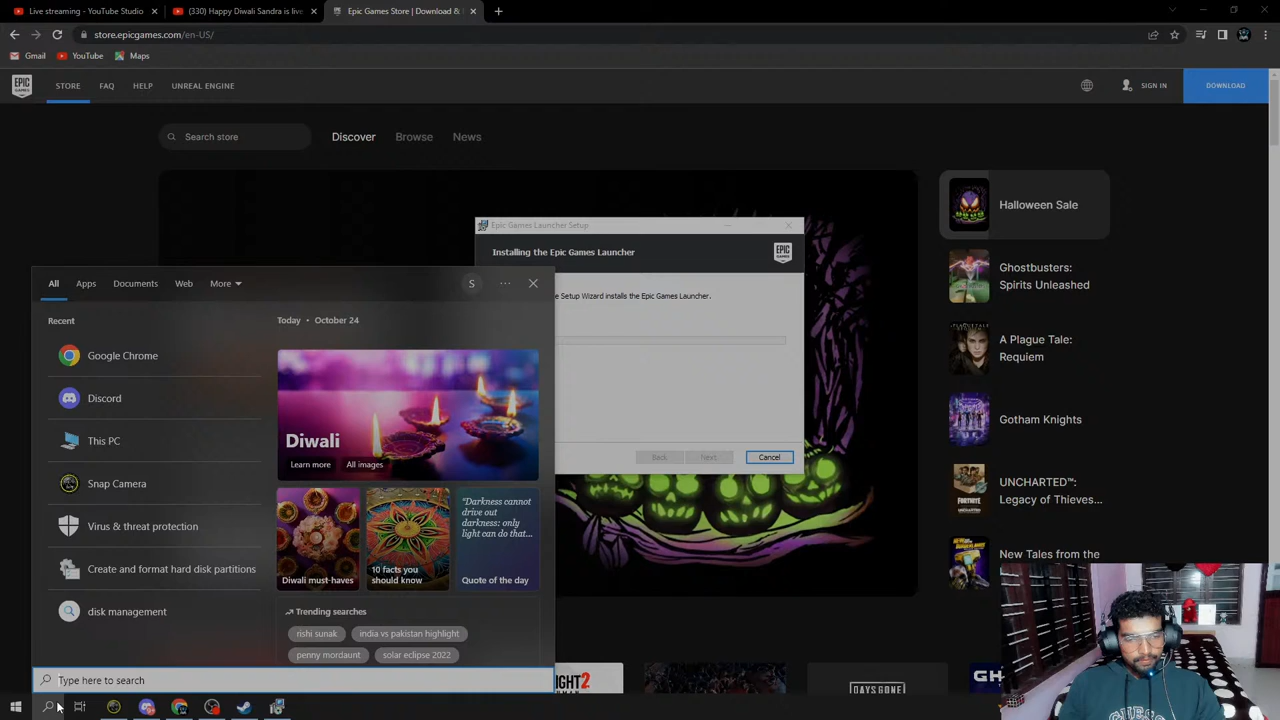 Live streaming - YouTube Studio
(330) Happy Diwali Sandra is live
Epic Games Store | Download &
store.epicgames.com/en-US/
Gmail
YouTube
Maps
EPIC GAMES
STORE
FAQ
HELP
UNREAL ENGINE
SIGN IN
DOWNLOAD
Search store
Discover
Browse
News
Halloween Sale
Ghostbusters:
Spirits Unleashed
A Plague Tale:
Requiem
Gotham Knights
UNCHARTED™:
Legacy of Thieves...
New Tales from the
Epic Games Launcher Setup
Installing the Epic Games Launcher
EPIC GAMES
e Setup Wizard installs the Epic Games Launcher.
Back
Next
Cancel
All
Apps
Documents
Web
More
S
Recent
Google Chrome
Discord
This PC
Snap Camera
Virus & threat protection
Create and format hard disk partitions
disk management
Today • October 24
Diwali
Learn more
All images
Diwali must-haves
10 facts you
should know
"Darkness cannot
drive out
darkness: only
light can do that...
Quote of the day
Trending searches
rishi sunak
india vs pakistan highlight
penny mordaunt
solar eclipse 2022
Type here to search
DAYS GONE
GH